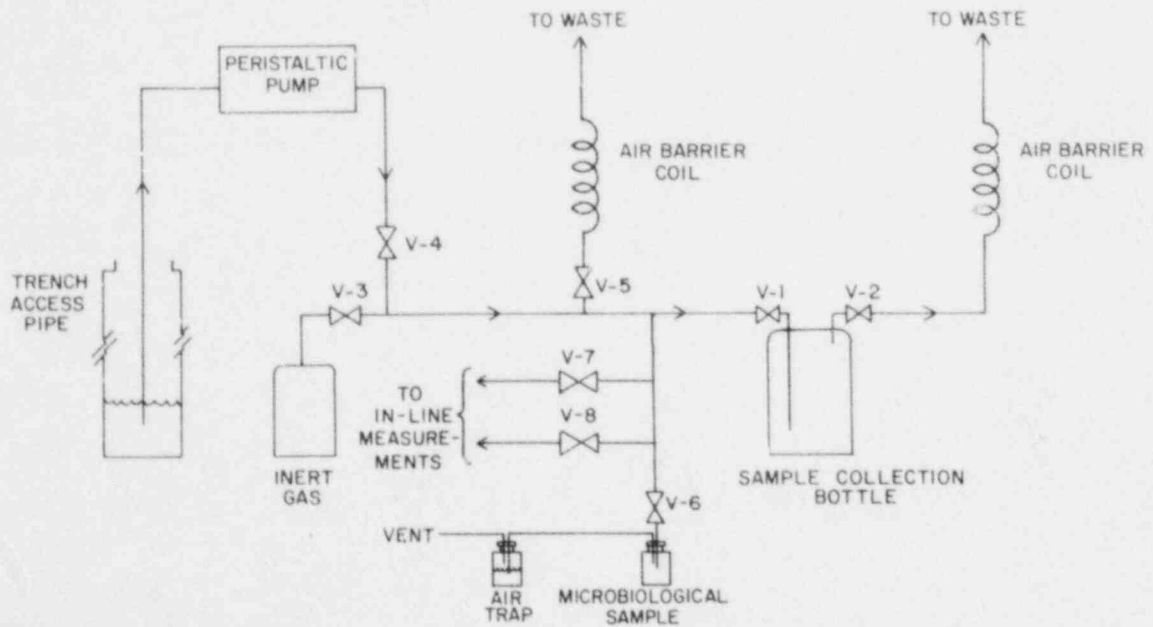 TO WASTE
TO WASTE
PERISTALTIC
PUMP
AIR BARRIER
COIL
AIR BARRIER
COIL
V-4
TRENCH
ACCESS
PIPE
V-3
V-5
V-1
V-2
V-7
TO
IN-LINE
MEASURE-
MENTS
V-8
INERT
GAS
SAMPLE COLLECTION
BOTTLE
V-6
VENT
AIR
TRAP
MICROBIOLOGICAL
SAMPLE